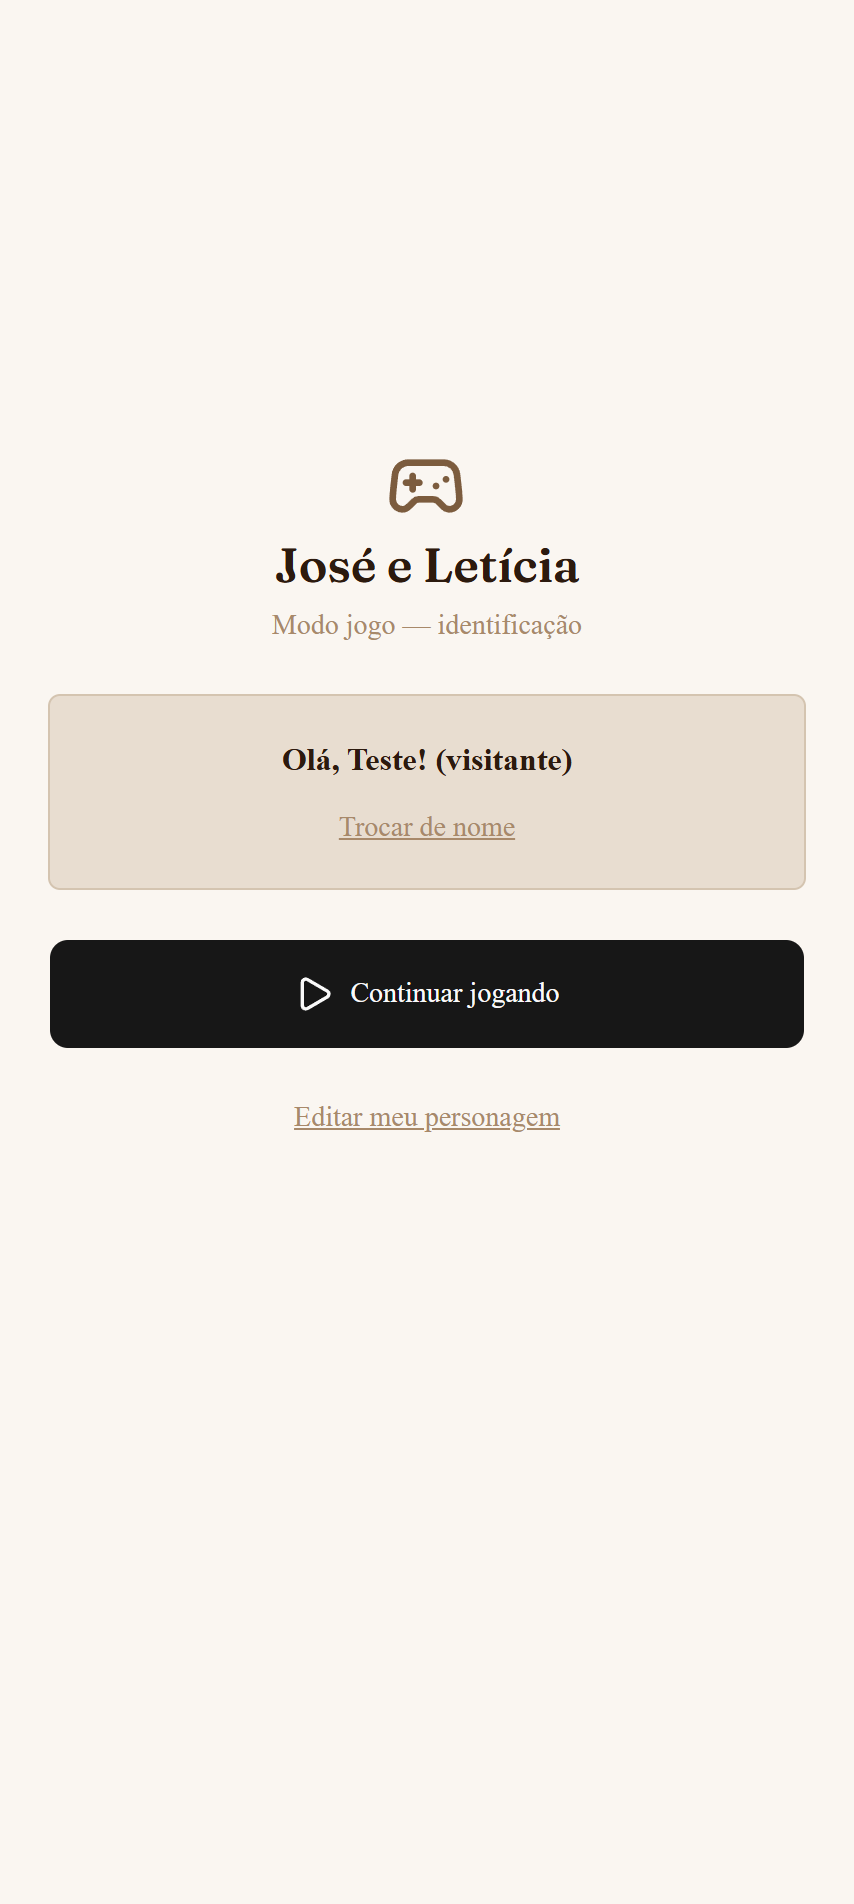 José e Letícia
Modo jogo — identificação
Olá, Teste! (visitante)
Trocar de nome
Continuar jogando
Editar meu personagem